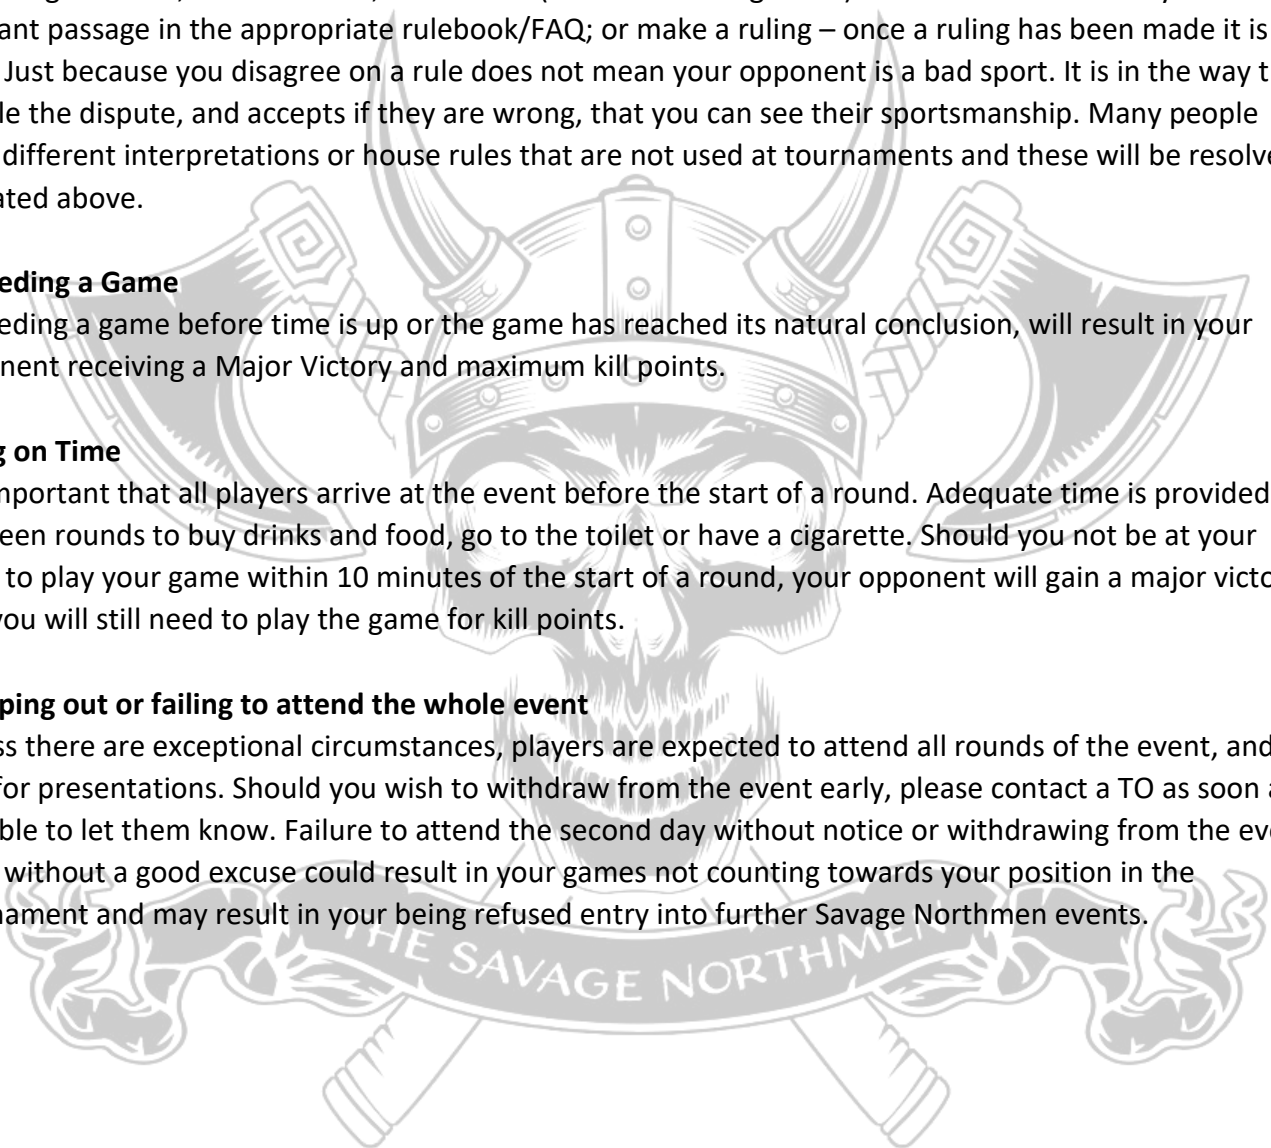 ant passage in the appropriate rulebook/FAQ; or make a ruling – once a ruling has been made it is
Just because you disagree on a rule does not mean your opponent is a bad sport. It is in the way t
le the dispute, and accepts if they are wrong, that you can see their sportsmanship. Many people
different interpretations or house rules that are not used at tournaments and these will be resolve
ated above.
eding a Game
eding a game before time is up or the game has reached its natural conclusion, will result in your
nent receiving a Major Victory and maximum kill points.
g on Time
mportant that all players arrive at the event before the start of a round. Adequate time is provided
een rounds to buy drinks and food, go to the toilet or have a cigarette. Should you not be at your
to play your game within 10 minutes of the start of a round, your opponent will gain a major victo
you will still need to play the game for kill points.
ping out or failing to attend the whole event
ss there are exceptional circumstances, players are expected to attend all rounds of the event, and
for presentations. Should you wish to withdraw from the event early, please contact a TO as soon a
ble to let them know. Failure to attend the second day without notice or withdrawing from the eve
without a good excuse could result in your games not counting towards your position in the
nament and may result in your being refused entry into further Savage Northmen events.
THE SAVAGE NORTHMEN